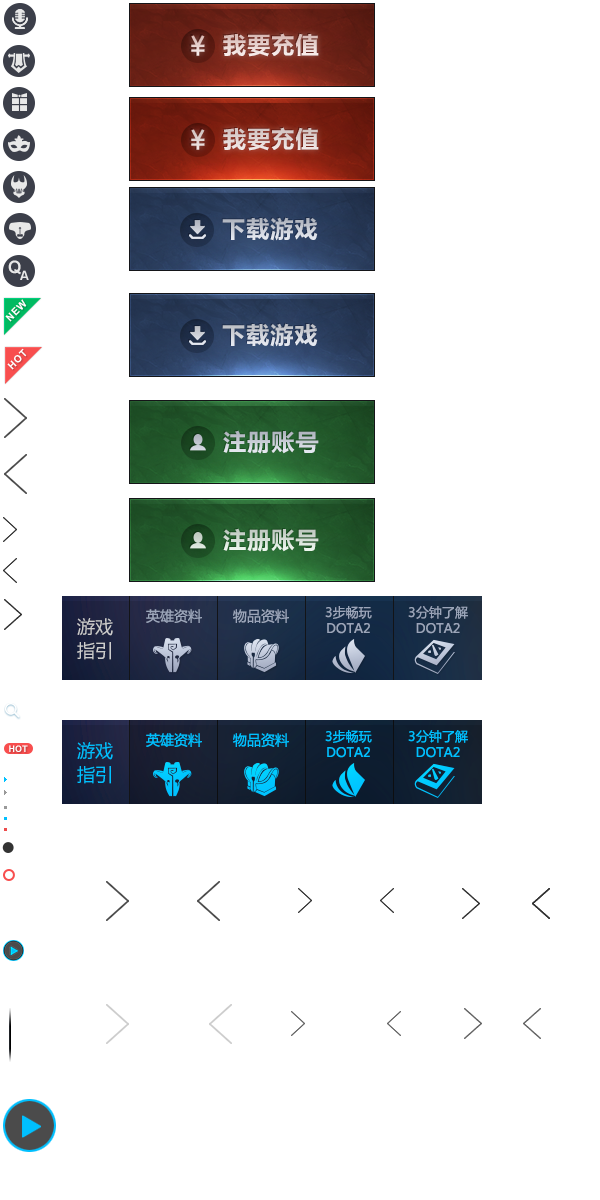 ¥ 我要充值
¥ 我要充值
下载游戏
下载游戏
QA
NEW
HOT
注册账号
注册账号
游戏
指引
英雄资料
物品资料
3步畅玩
DOTA2
3分钟了解
DOTA2
HOT
游戏
指引
英雄资料
物品资料
3步畅玩
DOTA2
3分钟了解
DOTA2